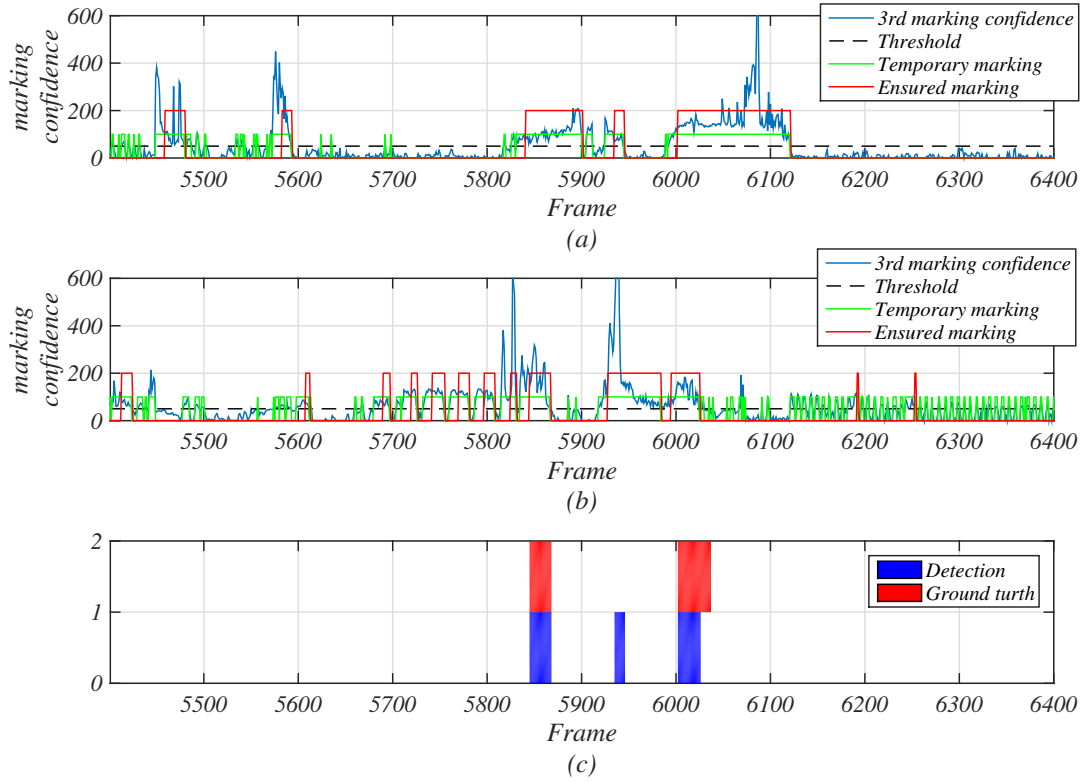 600
400
200
0
marking
confidence
3rd marking confidence
Threshold
Temporary marking
Ensured marking
5500 5600 5700 5800 5900 6000 6100 6200 6300 6400
Frame
(a)
600
400
200
0
marking
confidence
3rd marking confidence
Threshold
Temporary marking
Ensured marking
5500 5600 5700 5800 5900 6000 6100 6200 6300 6400
Frame
(b)
2
1
0
Detection
Ground turth
5500 5600 5700 5800 5900 6000 6100 6200 6300 6400
Frame
(c)